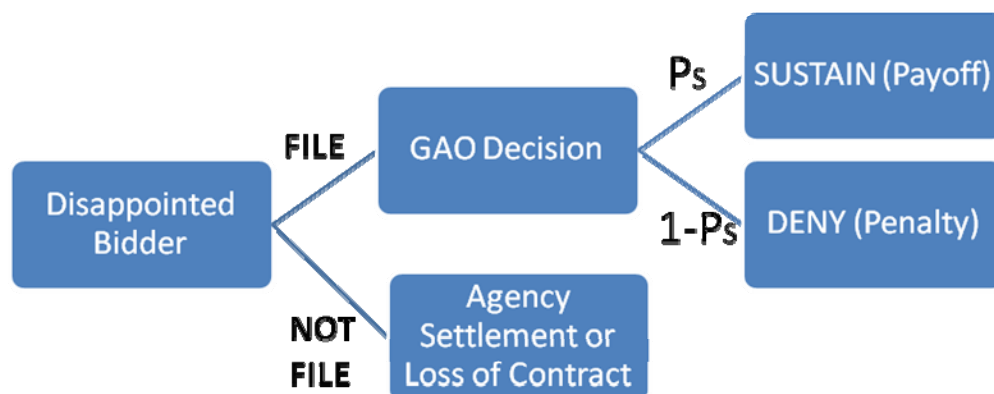 Disappointed
Bidder
FILE
NOT
FILE
GAO Decision
Agency
Settlement or
Loss of Contract
Ps
1-Ps
SUSTAIN (Payoff)
DENY (Penalty)